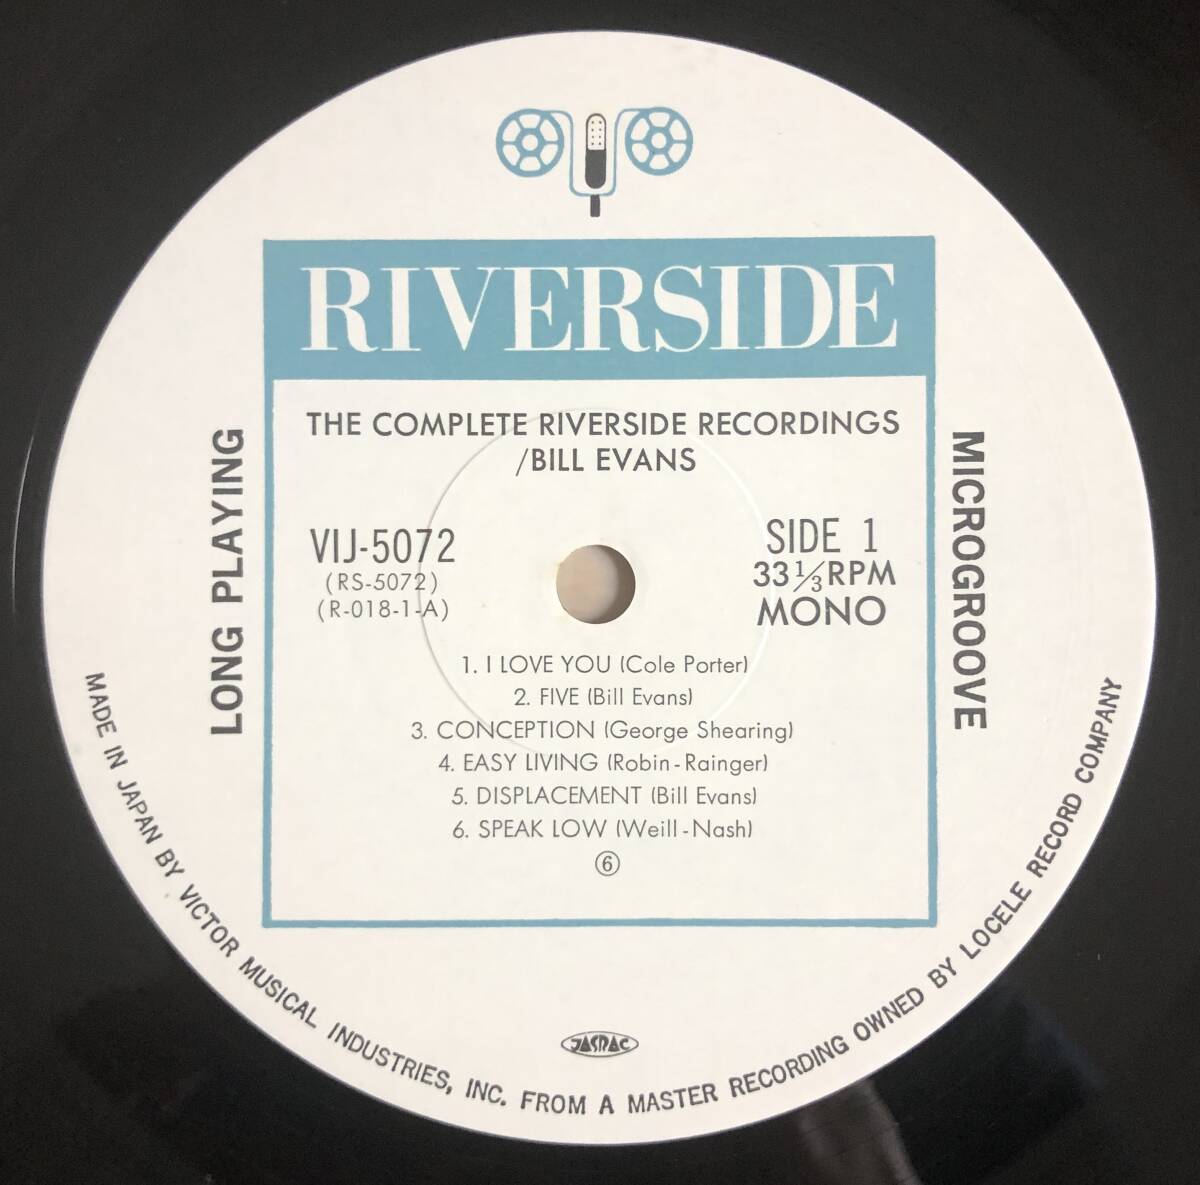 RIVERSIDE
THE COMPLETE RIVERSIDE RECORDINGS
/BILL EVANS
VIJ-5072
(RS-5072)
(R-018-1-A)
SIDE 1
33 1/3 RPM
MONO
LONG PLAYING
MICROGROOVE
1. I LOVE YOU (Cole Porter)
2. FIVE (Bill Evans)
3. CONCEPTION (George Shearing)
4. EASY LIVING (Robin-Rainger)
5. DISPLACEMENT (Bill Evans)
6. SPEAK LOW (Weill-Nash)
⑥
JASRAC
MADE IN JAPAN BY VICTOR MUSICAL INDUSTRIES, INC. FROM A MASTER RECORDING OWNED BY LOCELE RECORD COMPANY